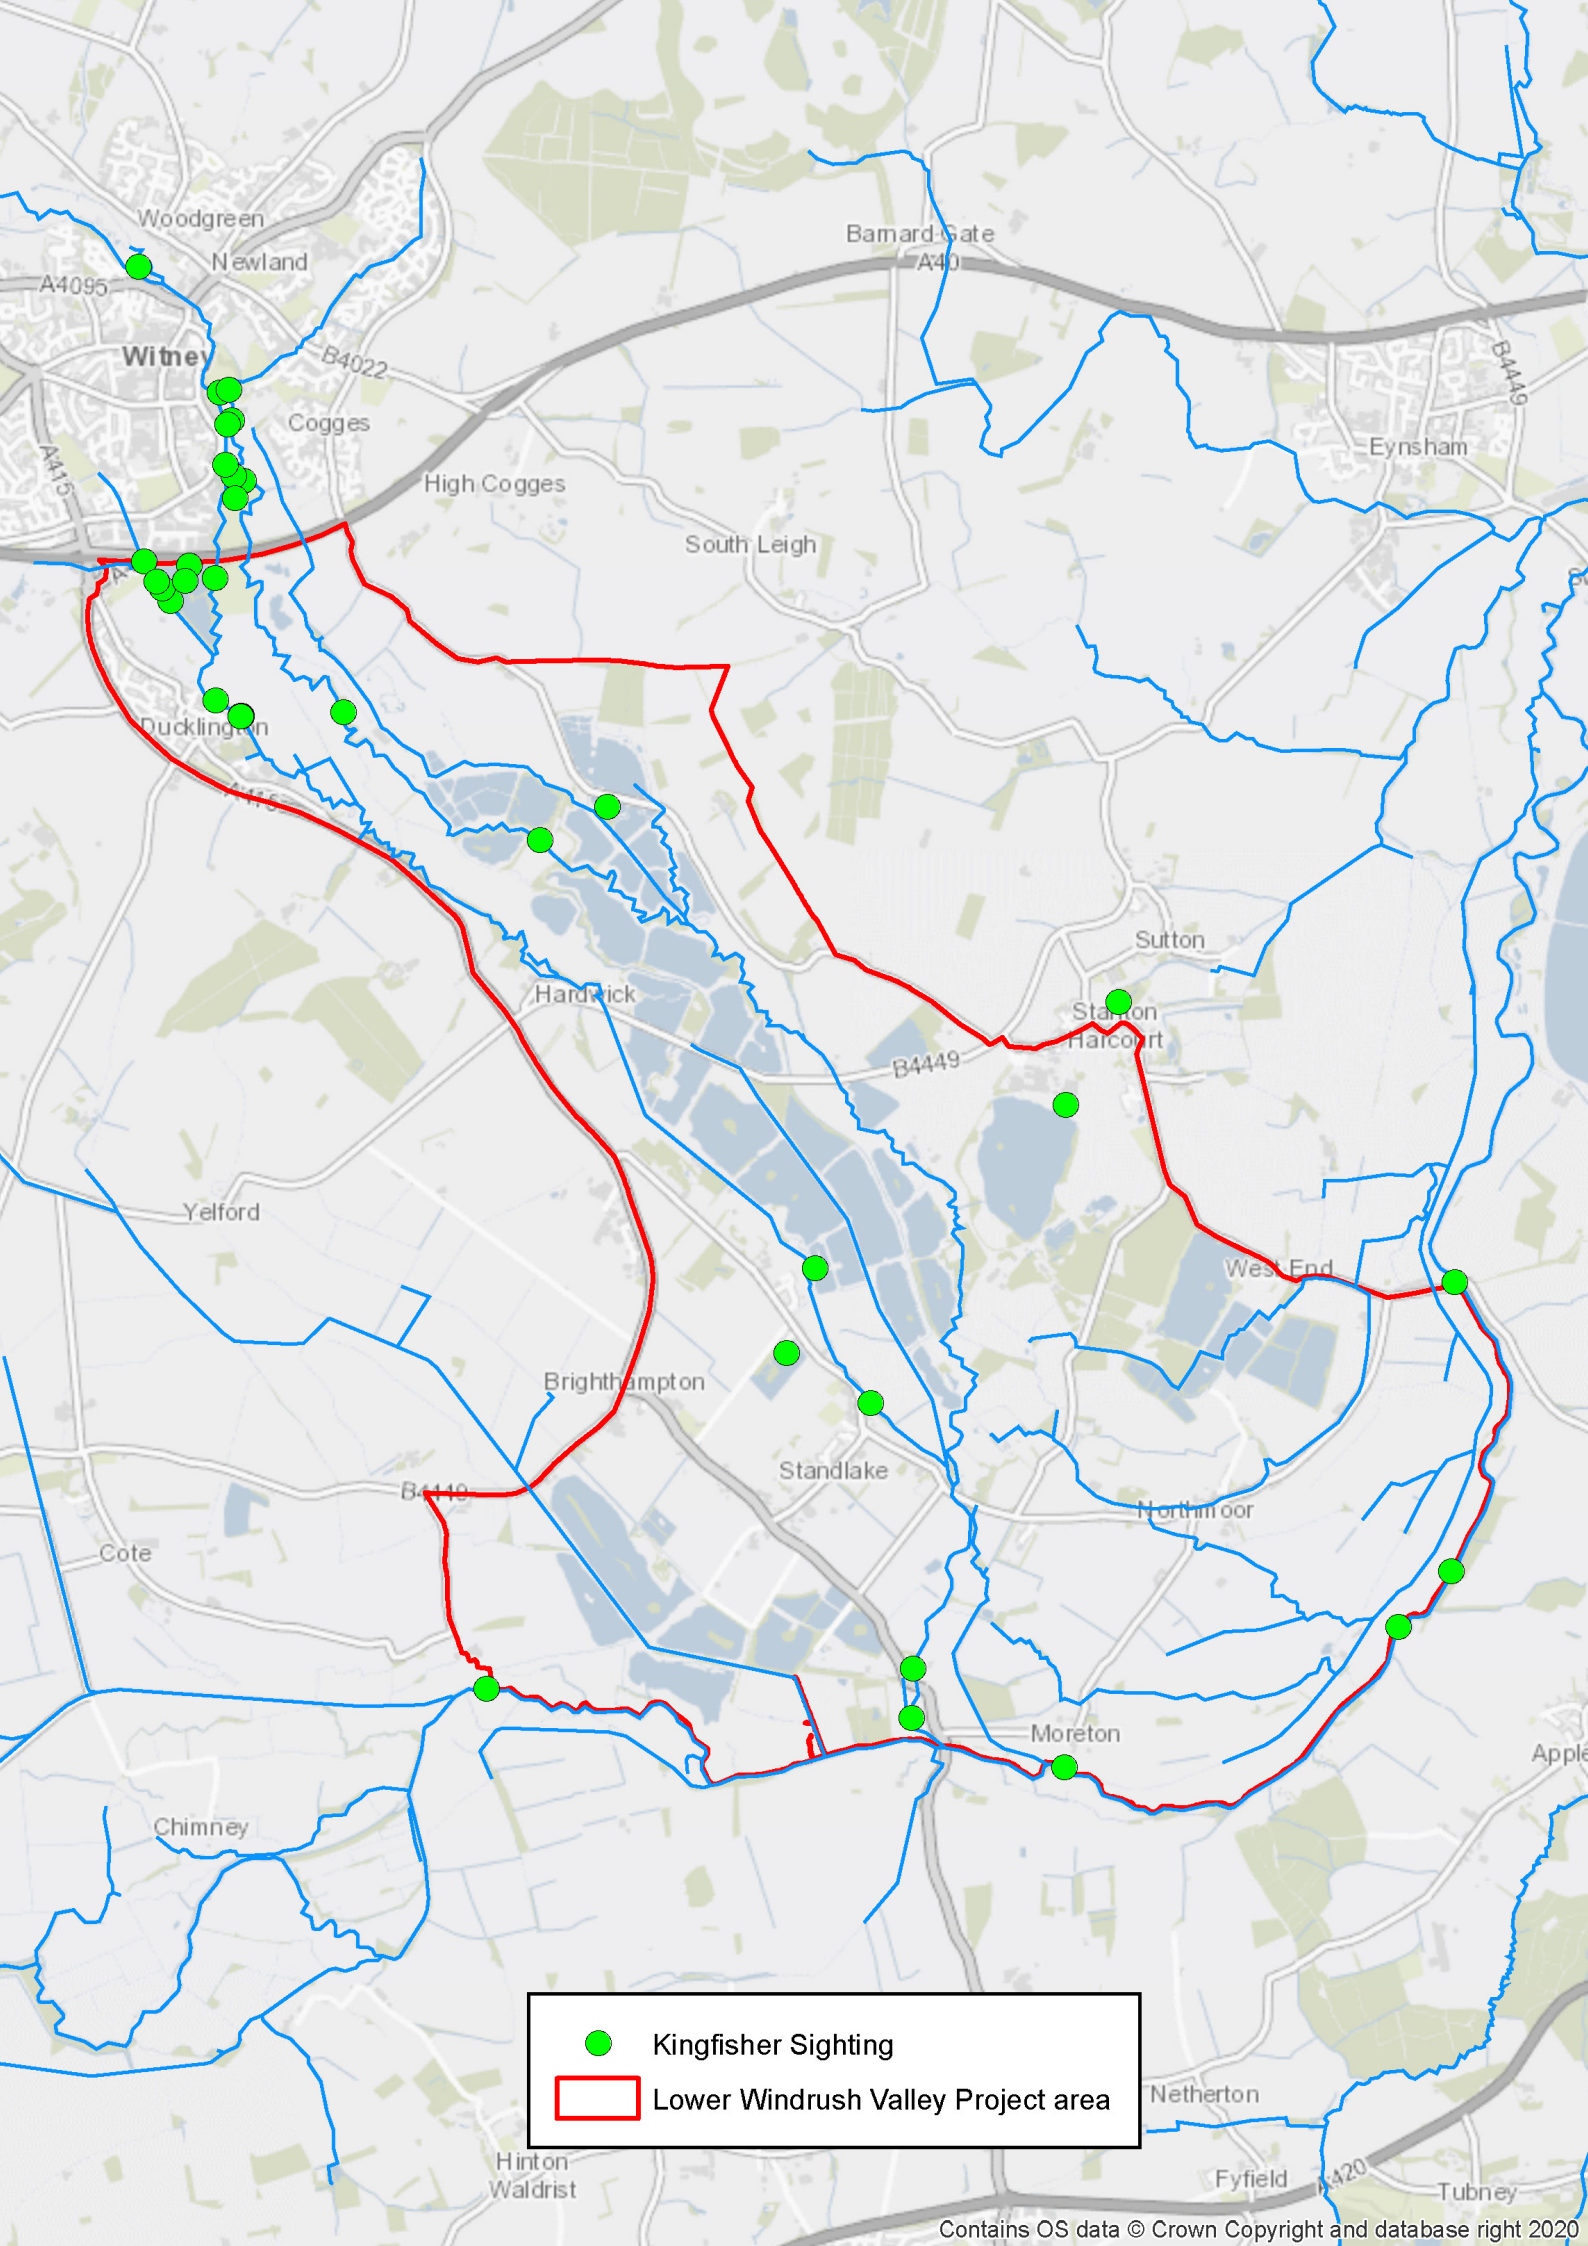 Woodgreen
Newland
Barnard Gate
A40
A4095
Witney
B4022
B4449
Cogges
A415
Eynsham
High Cogges
South Leigh
Ducklington
A415
Sutton
Hardwick
Stanton
Harcourt
B4449
Yelford
West End
Brighthampton
Standlake
B4449
Northmoor
Cote
Moreton
Apple
Chimney
Kingfisher Sighting
Lower Windrush Valley Project area
Netherton
Hinton
Waldrist
Fyfield
A420
Tubney
Contains OS data © Crown Copyright and database right 2020